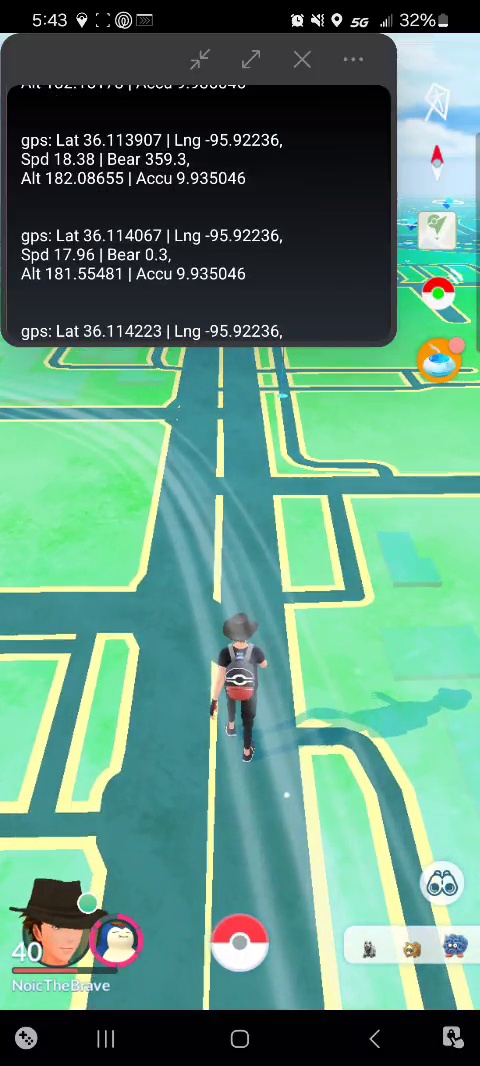 5:43
5G
32%
gps: Lat 36.113907 | Lng -95.92236,
Spd 18.38 | Bear 359.3,
Alt 182.08655 | Accu 9.935046
gps: Lat 36.114067 | Lng -95.92236,
Spd 17.96 | Bear 0.3,
Alt 181.55481 | Accu 9.935046
gps: Lat 36.114223 | Lng -95.92236,
40
NoicTheBrave